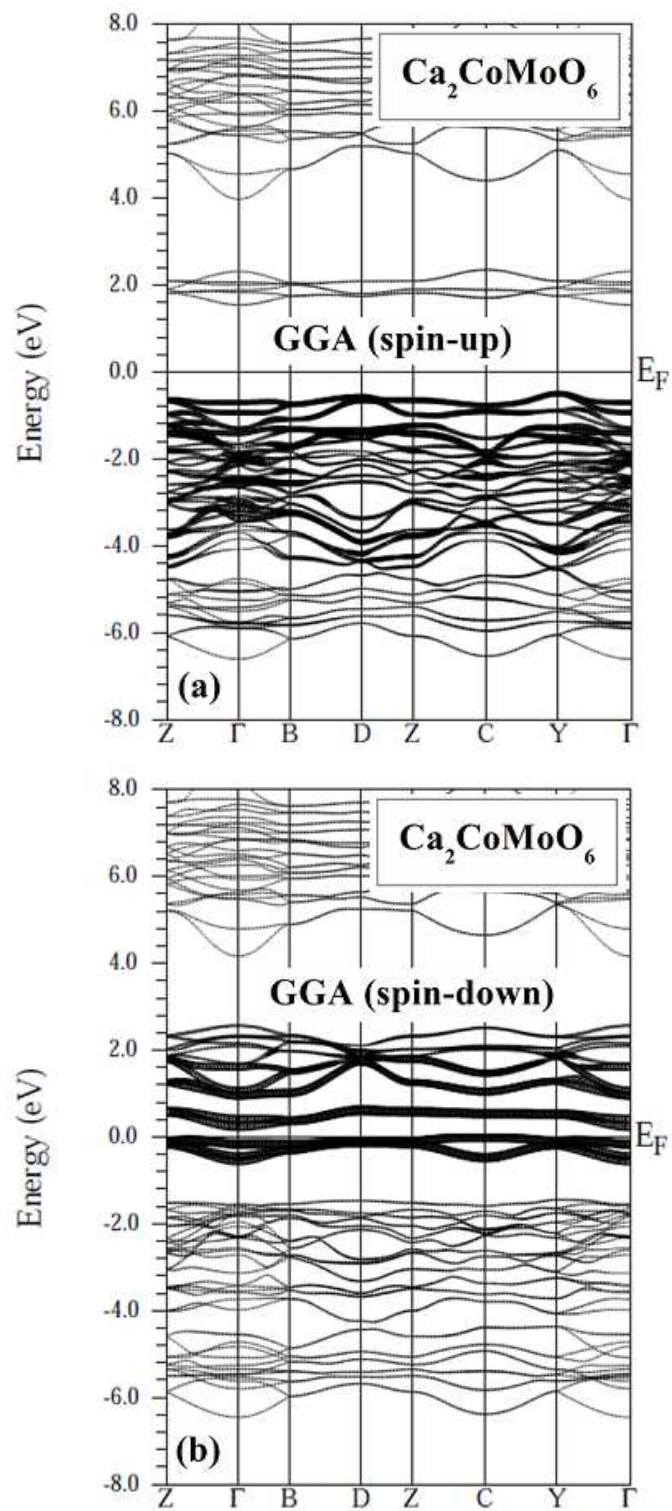 8.0
Ca₂CoMoO₆
6.0
4.0
2.0
GGA (spin-up)
0.0
E_F
Energy (eV)
-2.0
-4.0
-6.0
(a)
-8.0
Z Γ B D Z C Y Γ
8.0
Ca₂CoMoO₆
6.0
4.0
GGA (spin-down)
2.0
0.0
E_F
Energy (eV)
-2.0
-4.0
-6.0
(b)
-8.0
Z Γ B D Z C Y Γ